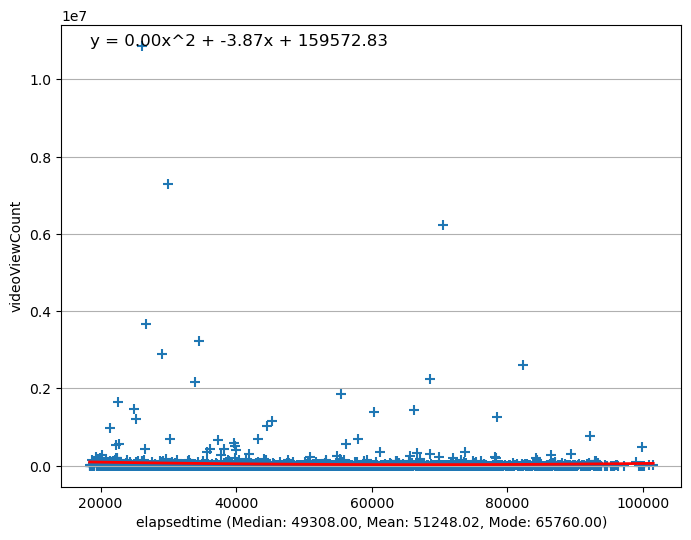 1e7
y = 0.00x^2 + -3.87x + 159572.83
1.0
0.8
0.6
0.4
0.2
0.0
videoViewCount
20000 40000 60000 80000 100000
elapsedtime (Median: 49308.00, Mean: 51248.02, Mode: 65760.00)